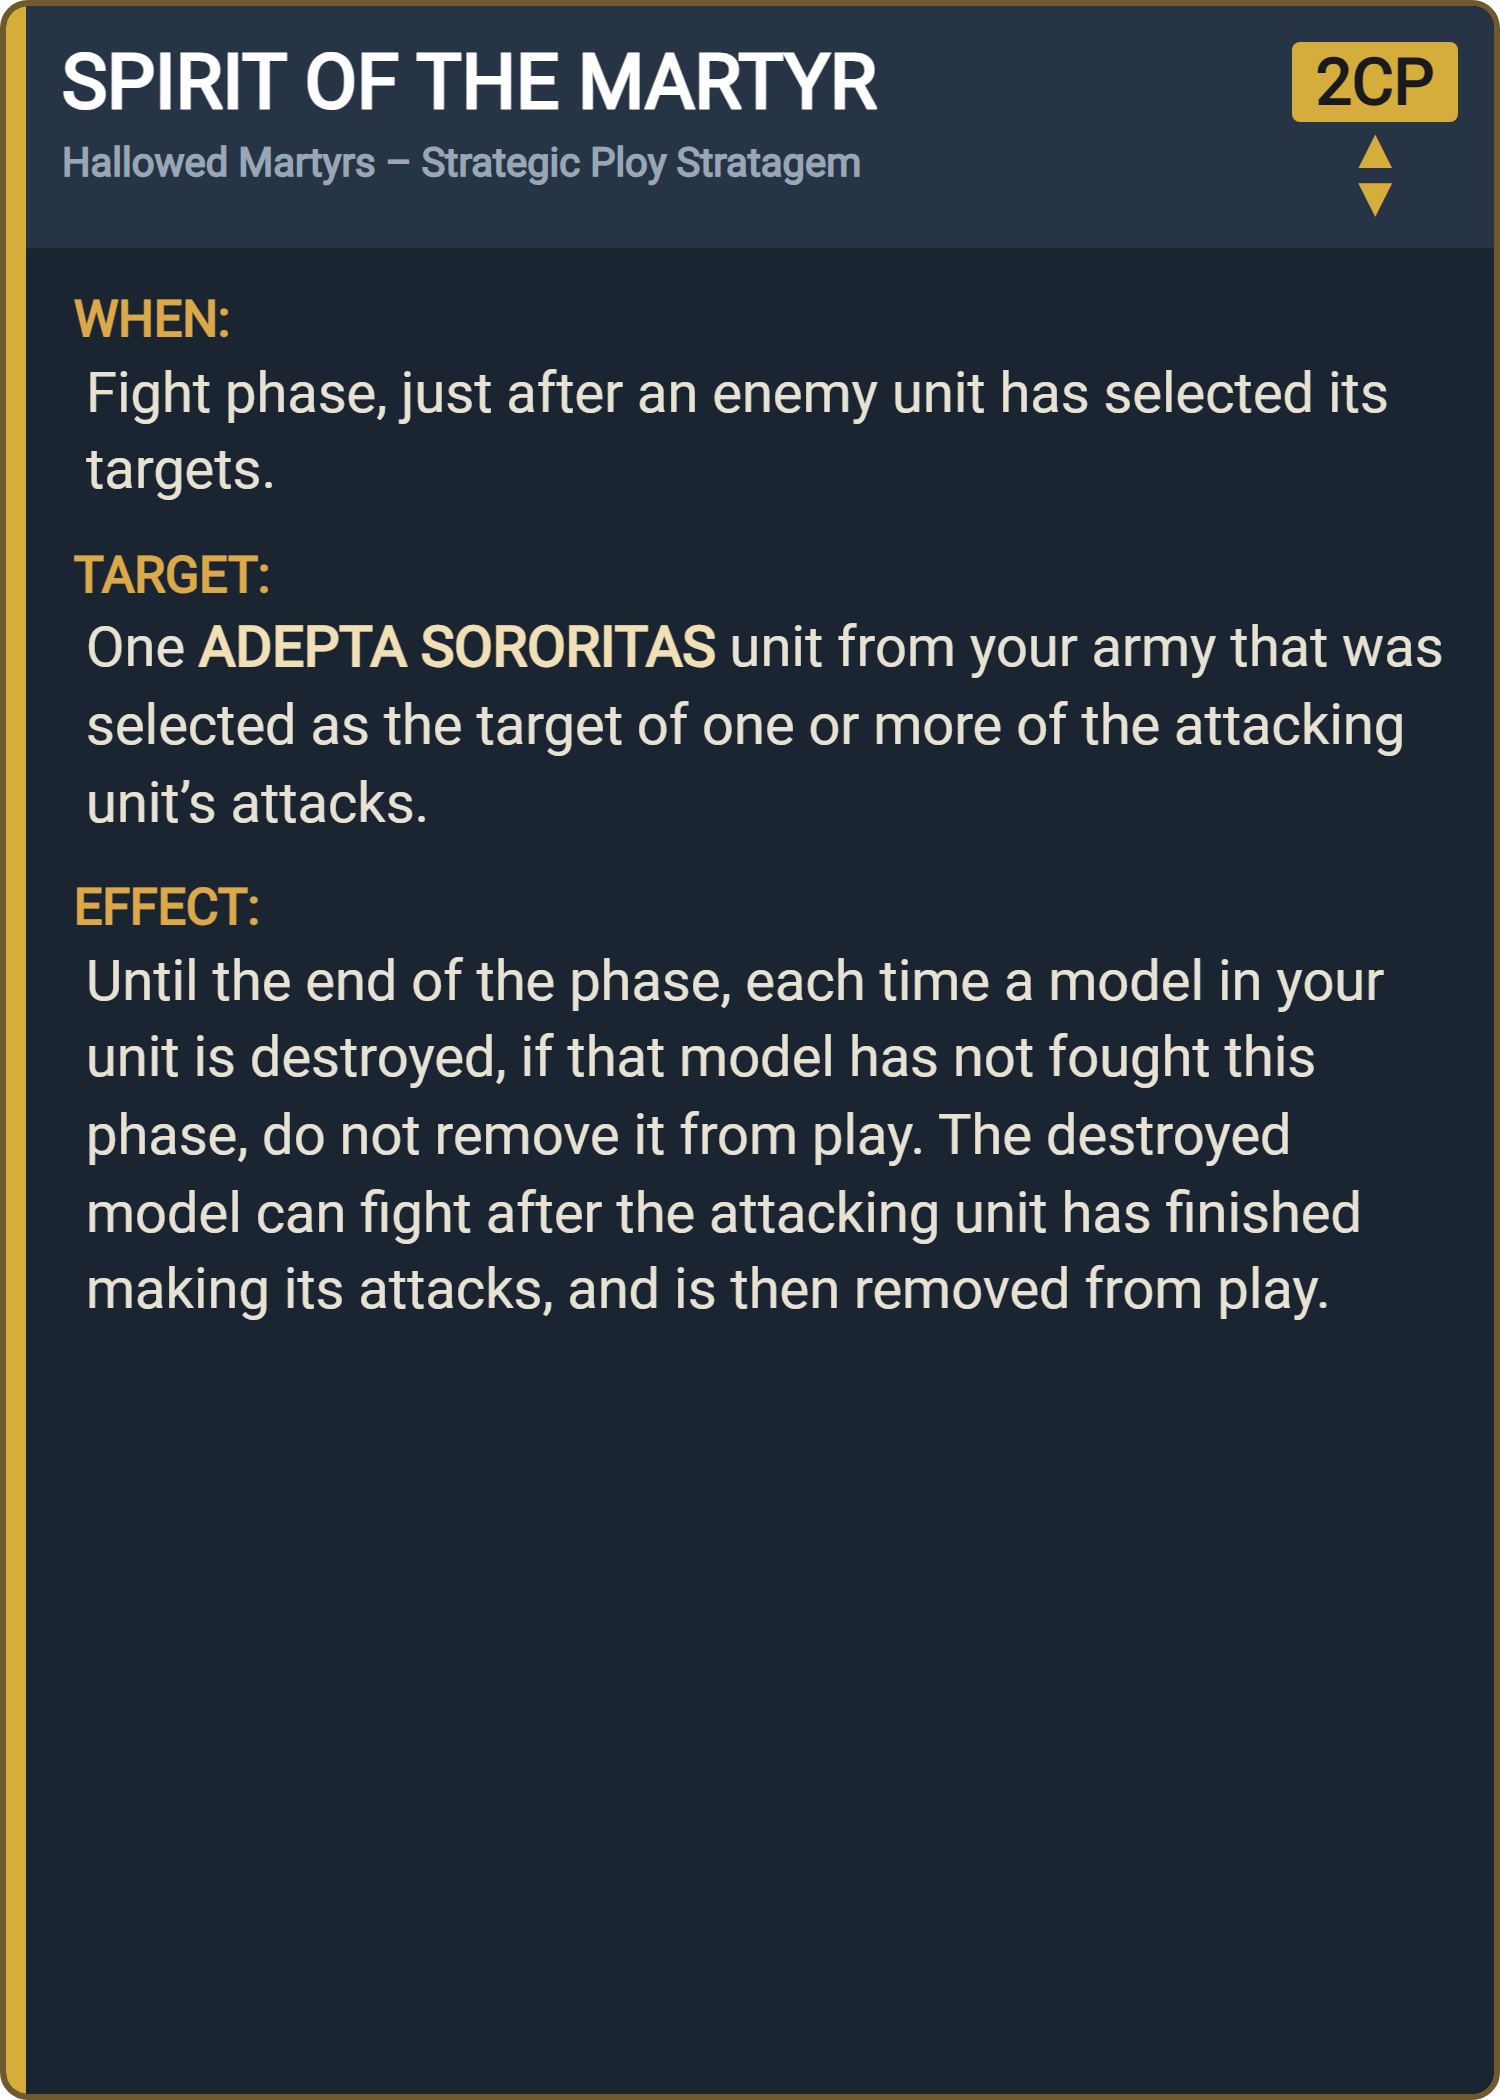 SPIRIT OF THE MARTYR
2CP
Hallowed Martyrs – Strategic Ploy Stratagem
WHEN:
Fight phase, just after an enemy unit has selected its
targets.
TARGET:
One ADEPTA SORORITAS unit from your army that was
selected as the target of one or more of the attacking
unit’s attacks.
EFFECT:
Until the end of the phase, each time a model in your
unit is destroyed, if that model has not fought this
phase, do not remove it from play. The destroyed
model can fight after the attacking unit has finished
making its attacks, and is then removed from play.